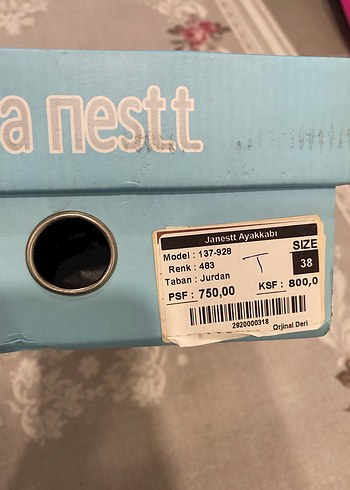 a nestt
Janestt Ayakkabı
Model : 137-928
SIZE
Renk : 483
T
38
Taban : Jurdan
PSF : 750,00
KSF : 800,0
2920000318
Orjinal Deri